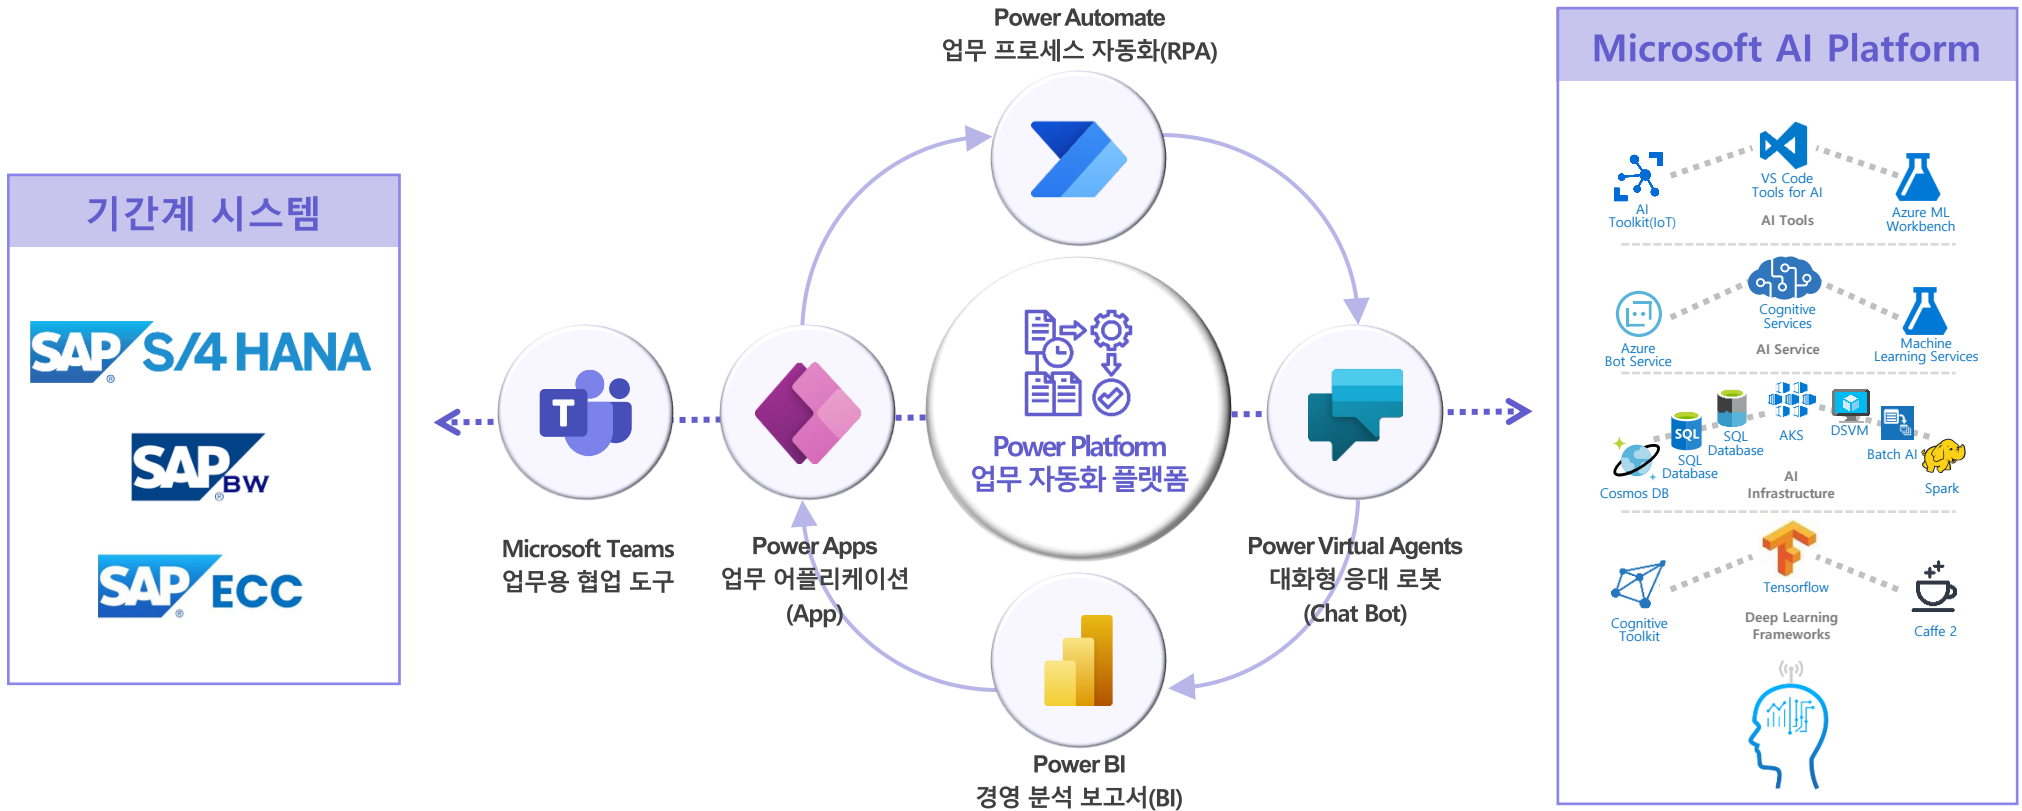 기간계 시스템
SAP® S/4 HANA
SAP® BW
SAP® ECC
Microsoft Teams
업무용 협업 도구
Power Automate
업무 프로세스 자동화(RPA)
Power Apps
업무 어플리케이션
(App)
Power Platform
업무 자동화 플랫폼
Power Virtual Agents
대화형 응대 로봇
(Chat Bot)
Power BI
경영 분석 보고서(BI)
Microsoft AI Platform
AI
Toolkit(IoT)
VS Code
Tools for AI
Azure ML
Workbench
AI Tools
Azure
Bot Service
Cognitive
Services
Machine
Learning Services
AI Service
Cosmos DB
SQL
SQL
Database
SQL
Database
AKS
DSVM
Batch AI
Spark
AI
Infrastructure
Cognitive
Toolkit
Tensorflow
Caffe 2
Deep Learning
Frameworks